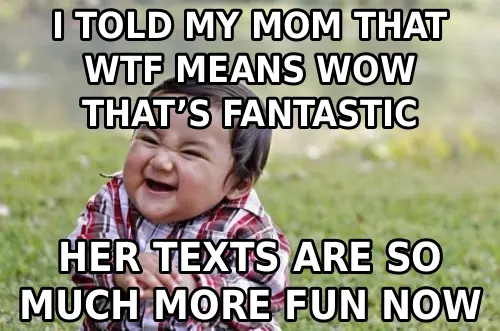 I TOLD MY MOM THAT
WTF MEANS WOW
THAT’S FANTASTIC
HER TEXTS ARE SO
MUCH MORE FUN NOW